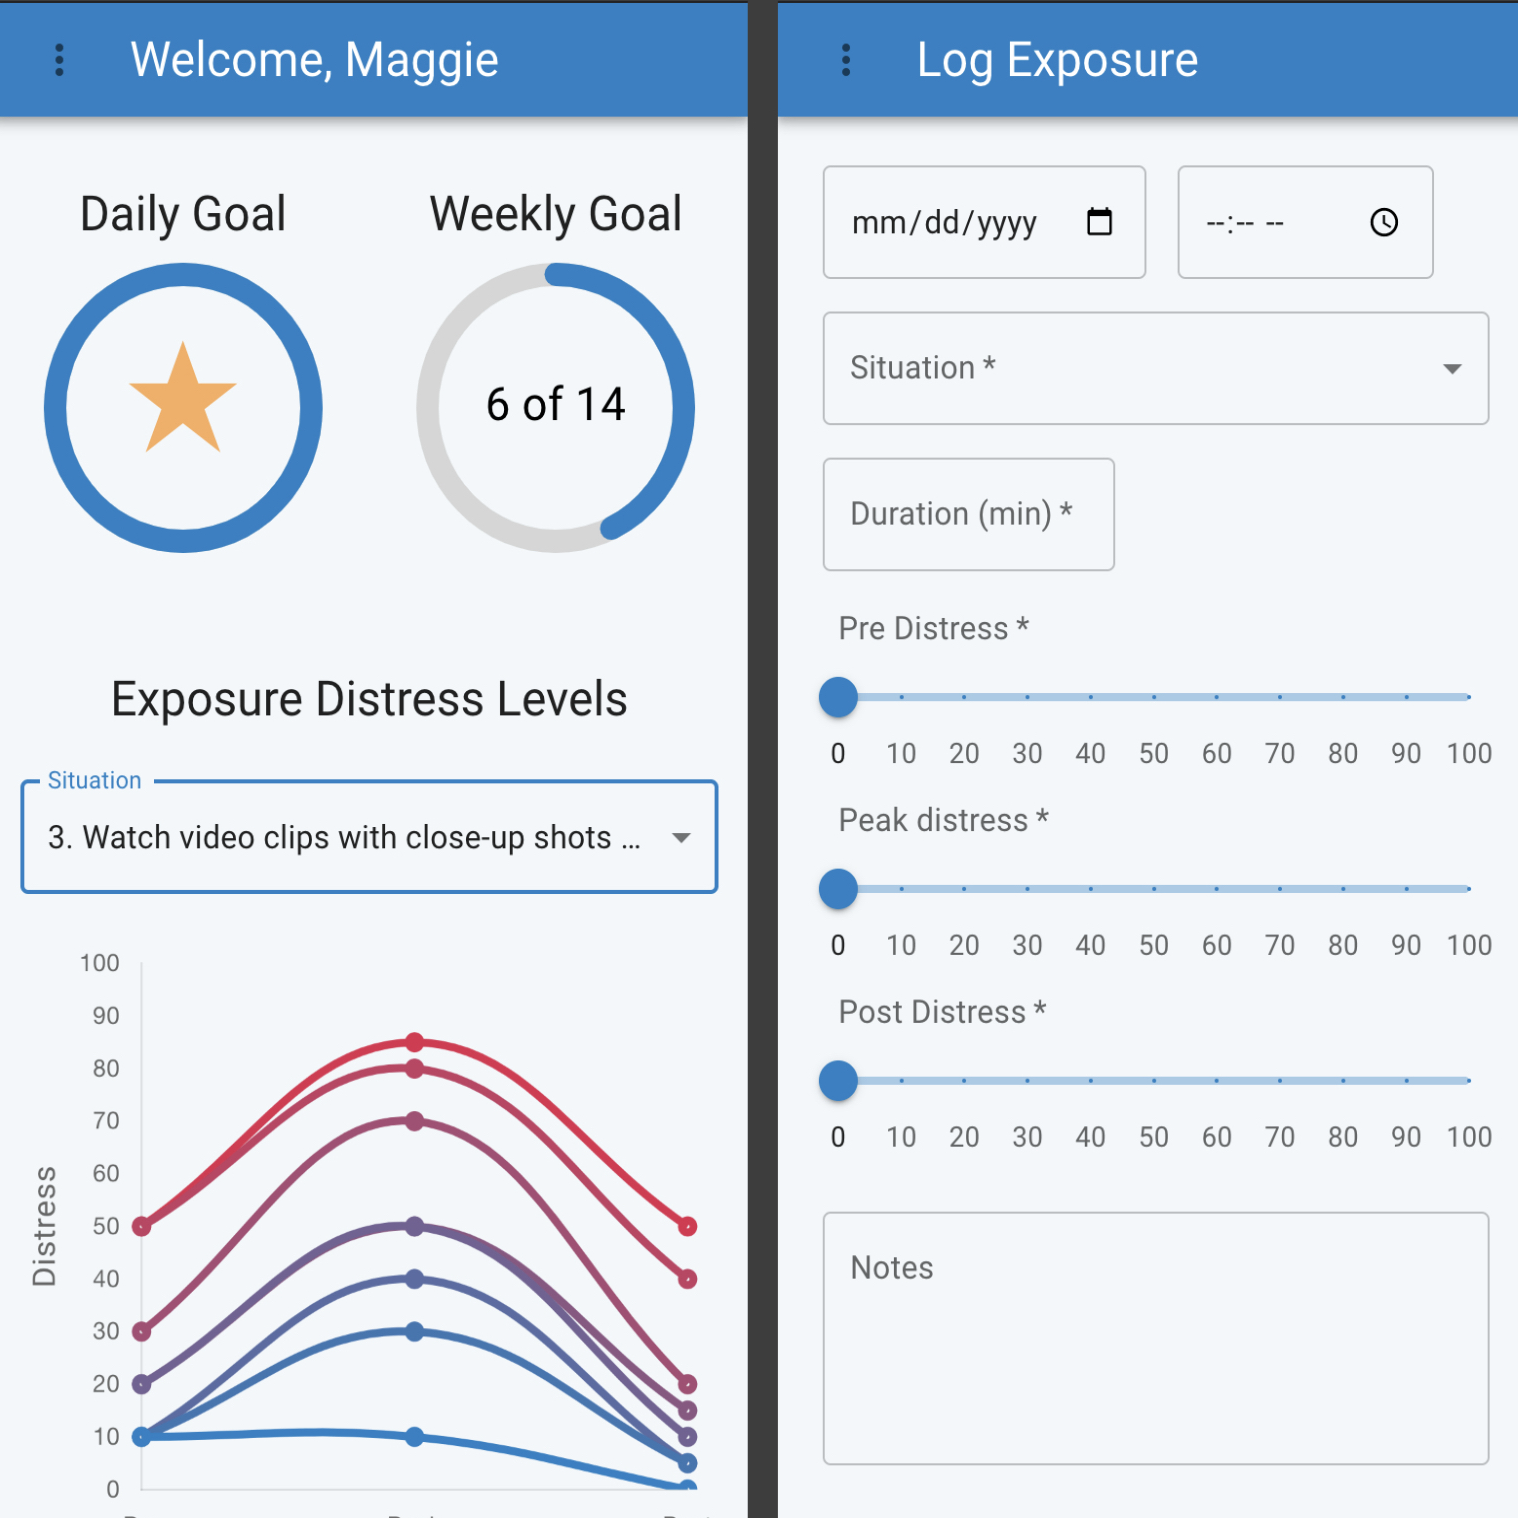 Welcome, Maggie
Daily Goal
Weekly Goal
6 of 14
Exposure Distress Levels
Situation
3. Watch video clips with close-up shots ...
100
90
80
70
60
50
40
30
20
10
0
Distress
Log Exposure
mm/dd/yyyy
--:-- --
Situation *
Duration (min) *
Pre Distress *
0 10 20 30 40 50 60 70 80 90 100
Peak distress *
0 10 20 30 40 50 60 70 80 90 100
Post Distress *
0 10 20 30 40 50 60 70 80 90 100
Notes